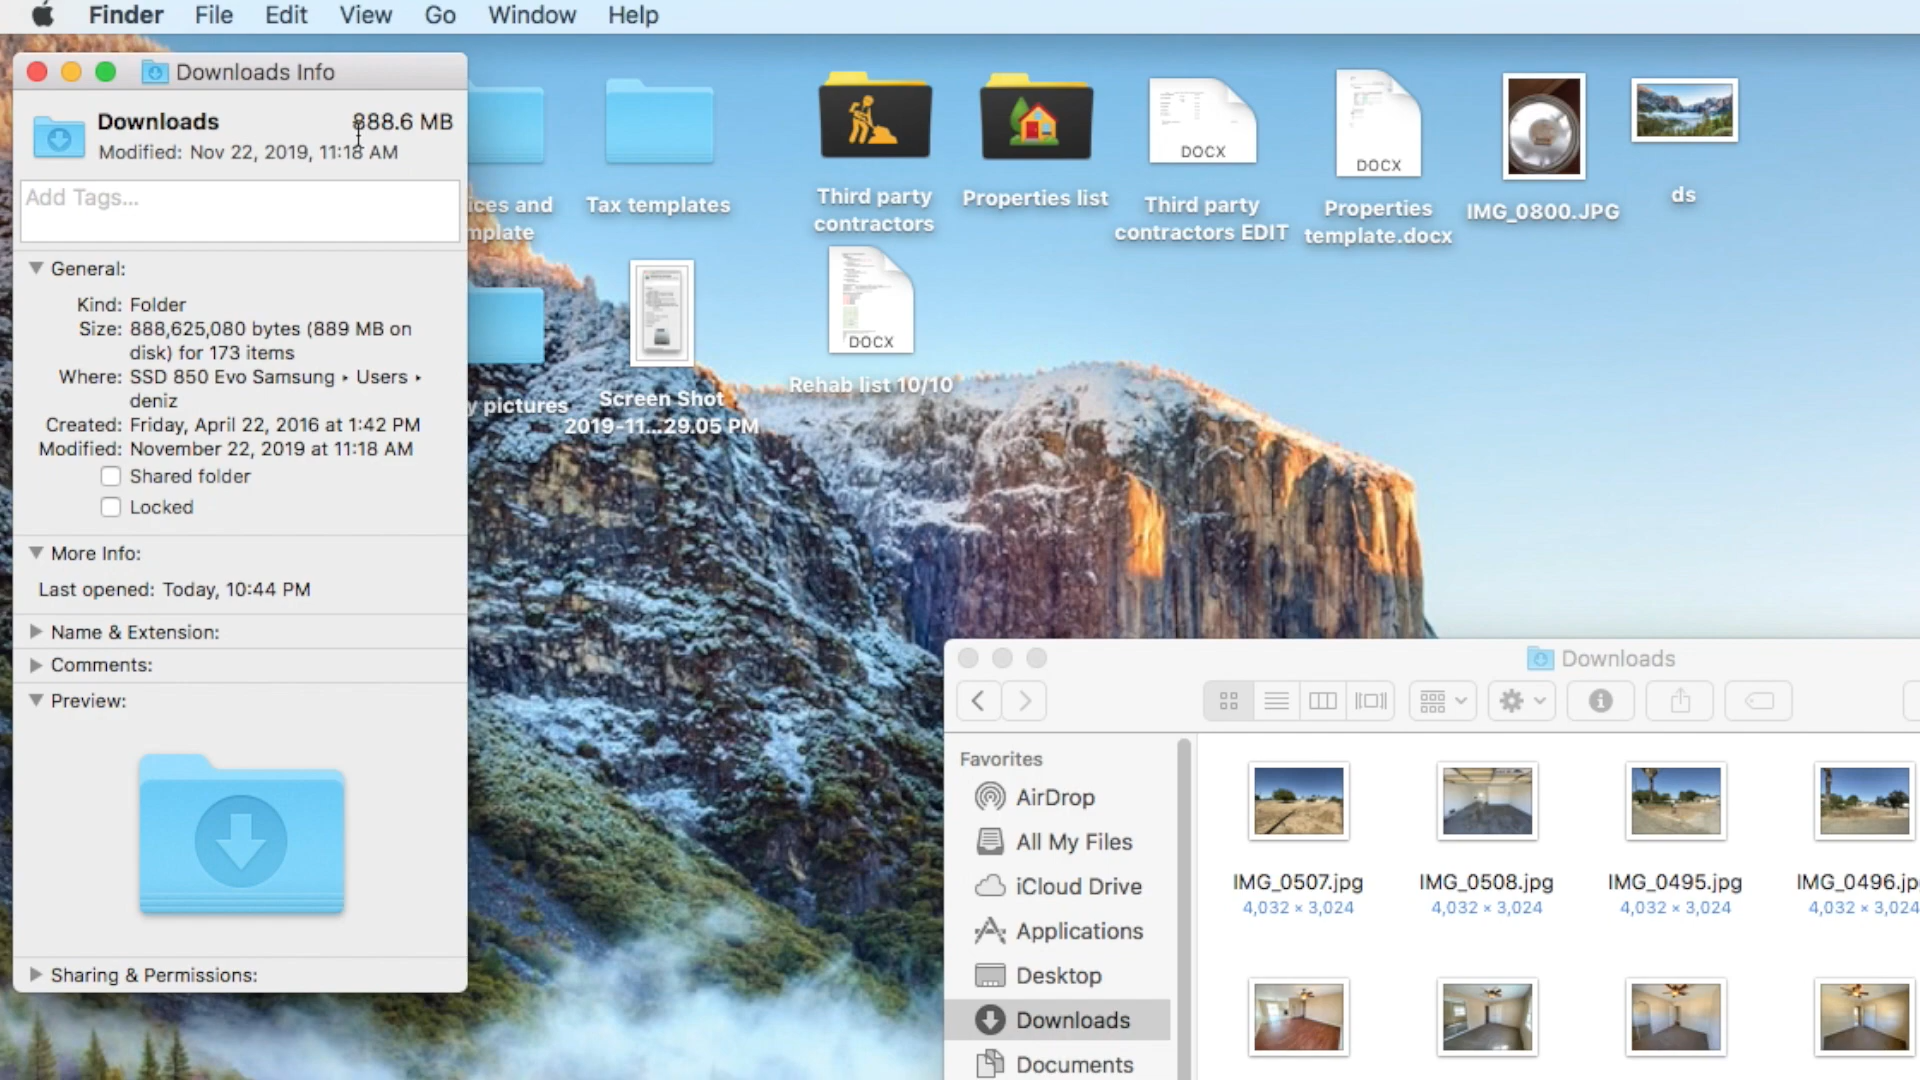 Finder File Edit View Go Window Help
Downloads Info
Downloads 888.6 MB
Modified: Nov 22, 2019, 11:18 AM
Add Tags...
General:
Kind: Folder
Size: 888,625,080 bytes (889 MB on
disk) for 173 items
Where: SSD 850 Evo Samsung ▸ Users ▸
deniz
Created: Friday, April 22, 2016 at 1:42 PM
Modified: November 22, 2019 at 11:18 AM
Shared folder
Locked
More Info:
Last opened: Today, 10:44 PM
Name & Extension:
Comments:
Preview:
Sharing & Permissions:
ices and
mplate
Tax templates
Third party
contractors
Properties list
DOCX
Third party
contractors EDIT
DOCX
Properties
template.docx
IMG_0800.JPG
ds
y pictures
Screen Shot
2019-11...29.05 PM
DOCX
Rehab list 10/10
Downloads
Favorites
AirDrop
All My Files
iCloud Drive
Applications
Desktop
Downloads
Documents
IMG_0507.jpg
4,032 × 3,024
IMG_0508.jpg
4,032 × 3,024
IMG_0495.jpg
4,032 × 3,024
IMG_0496.jp
4,032 × 3,024